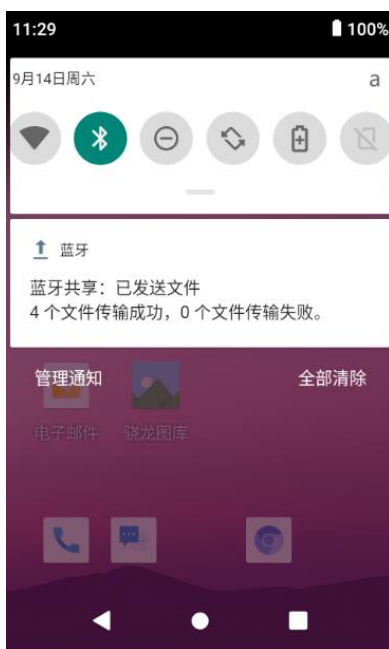 11:29 100%
9月14日周六 a
蓝牙
蓝牙共享：已发送文件
4 个文件传输成功，0 个文件传输失败。
管理通知 全部清除
电子邮件 骁龙图库